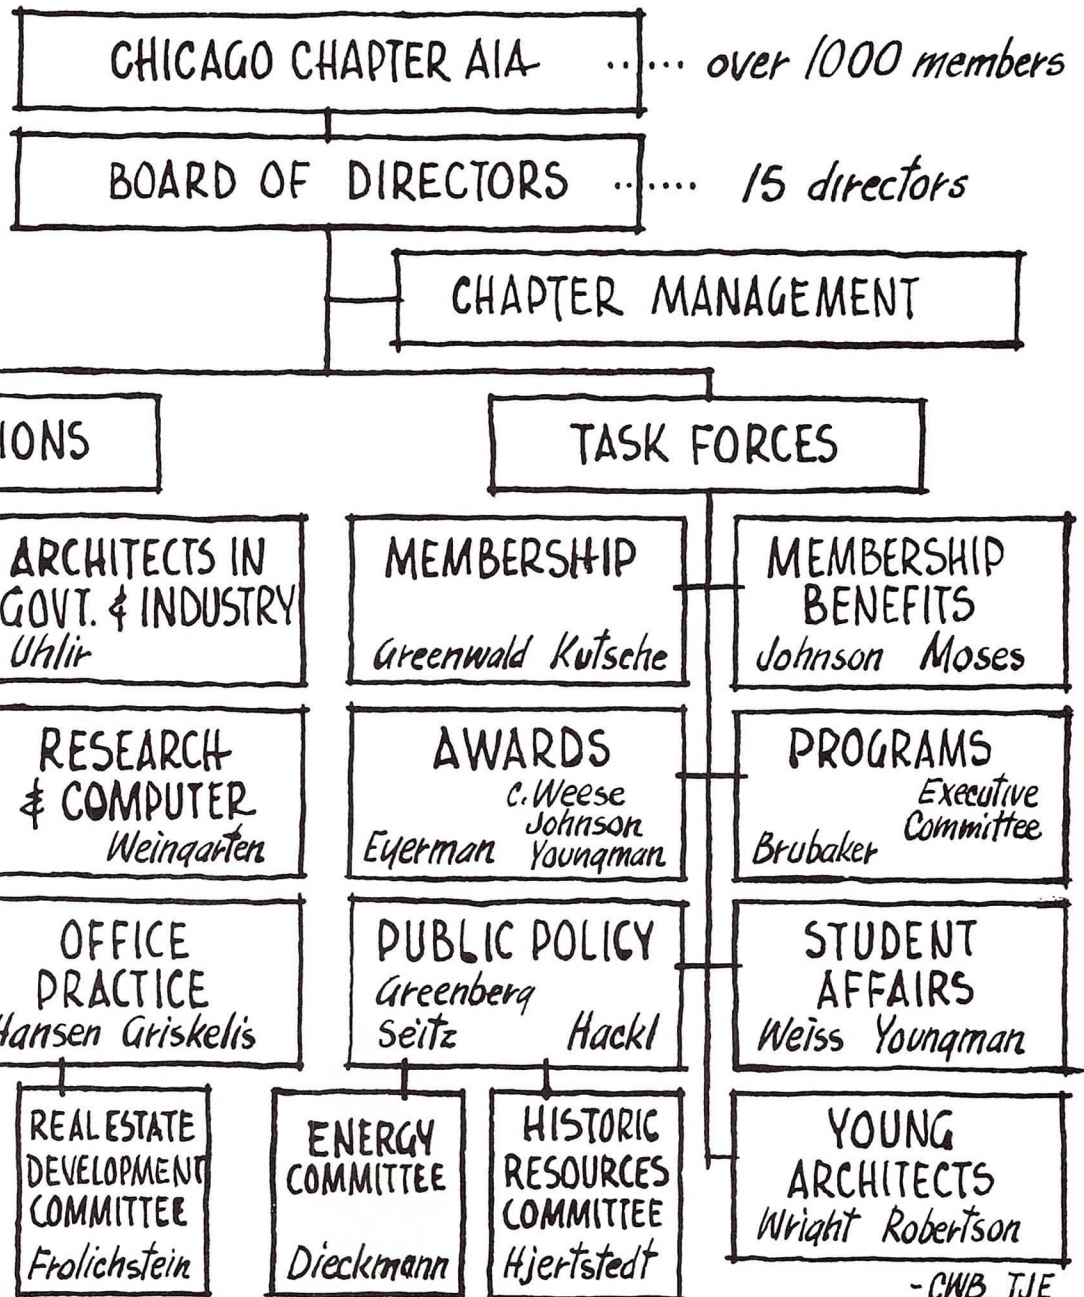 CHICAGO CHAPTER AIA ....... over 1000 members
BOARD OF DIRECTORS ....... 15 directors
CHAPTER MANAGEMENT
IONS
TASK FORCES
ARCHITECTS IN
GOVT. & INDUSTRY
Uhlir
MEMBERSHIP
Greenwald Kutsche
MEMBERSHIP
BENEFITS
Johnson Moses
RESEARCH
& COMPUTER
Weingarten
AWARDS
C. Weese
Johnson
Eyerman Youngman
PROGRAMS
Executive
Committee
Brubaker
OFFICE
PRACTICE
Hansen Griskelis
PUBLIC POLICY
Greenberg
Seitz Hackl
STUDENT
AFFAIRS
Weiss Youngman
REAL ESTATE
DEVELOPMENT
COMMITTEE
Frolichstein
ENERGY
COMMITTEE
Dieckmann
HISTORIC
RESOURCES
COMMITTEE
Hjertstedt
YOUNG
ARCHITECTS
Wright Robertson
-CWB TJE